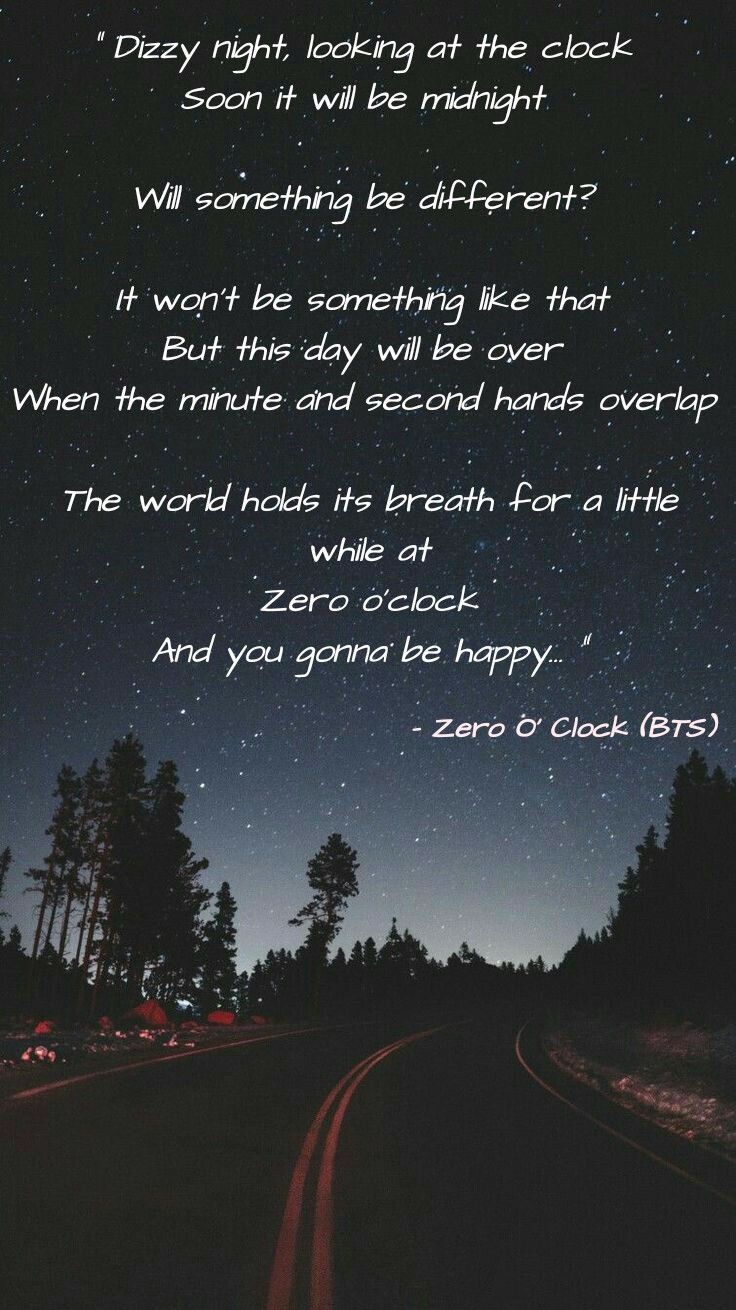 " Dizzy night, looking at the clock
Soon it will be midnight
Will something be different?
It won't be something like that
But this day will be over
When the minute and second hands overlap
The world holds its breath for a little
while at
Zero o'clock
And you gonna be happy... "
- Zero O' Clock (BTS)